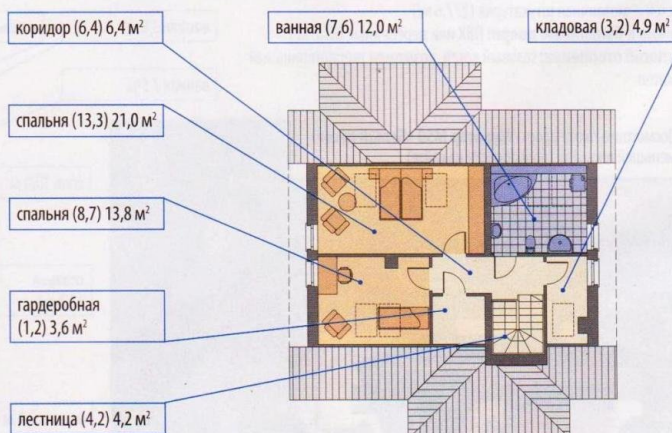 коридор (6,4) 6,4 м²
ванная (7,6) 12,0 м²
кладовая (3,2) 4,9 м²
спальня (13,3) 21,0 м²
спальня (8,7) 13,8 м²
гардеробная
(1,2) 3,6 м²
лестница (4,2) 4,2 м²